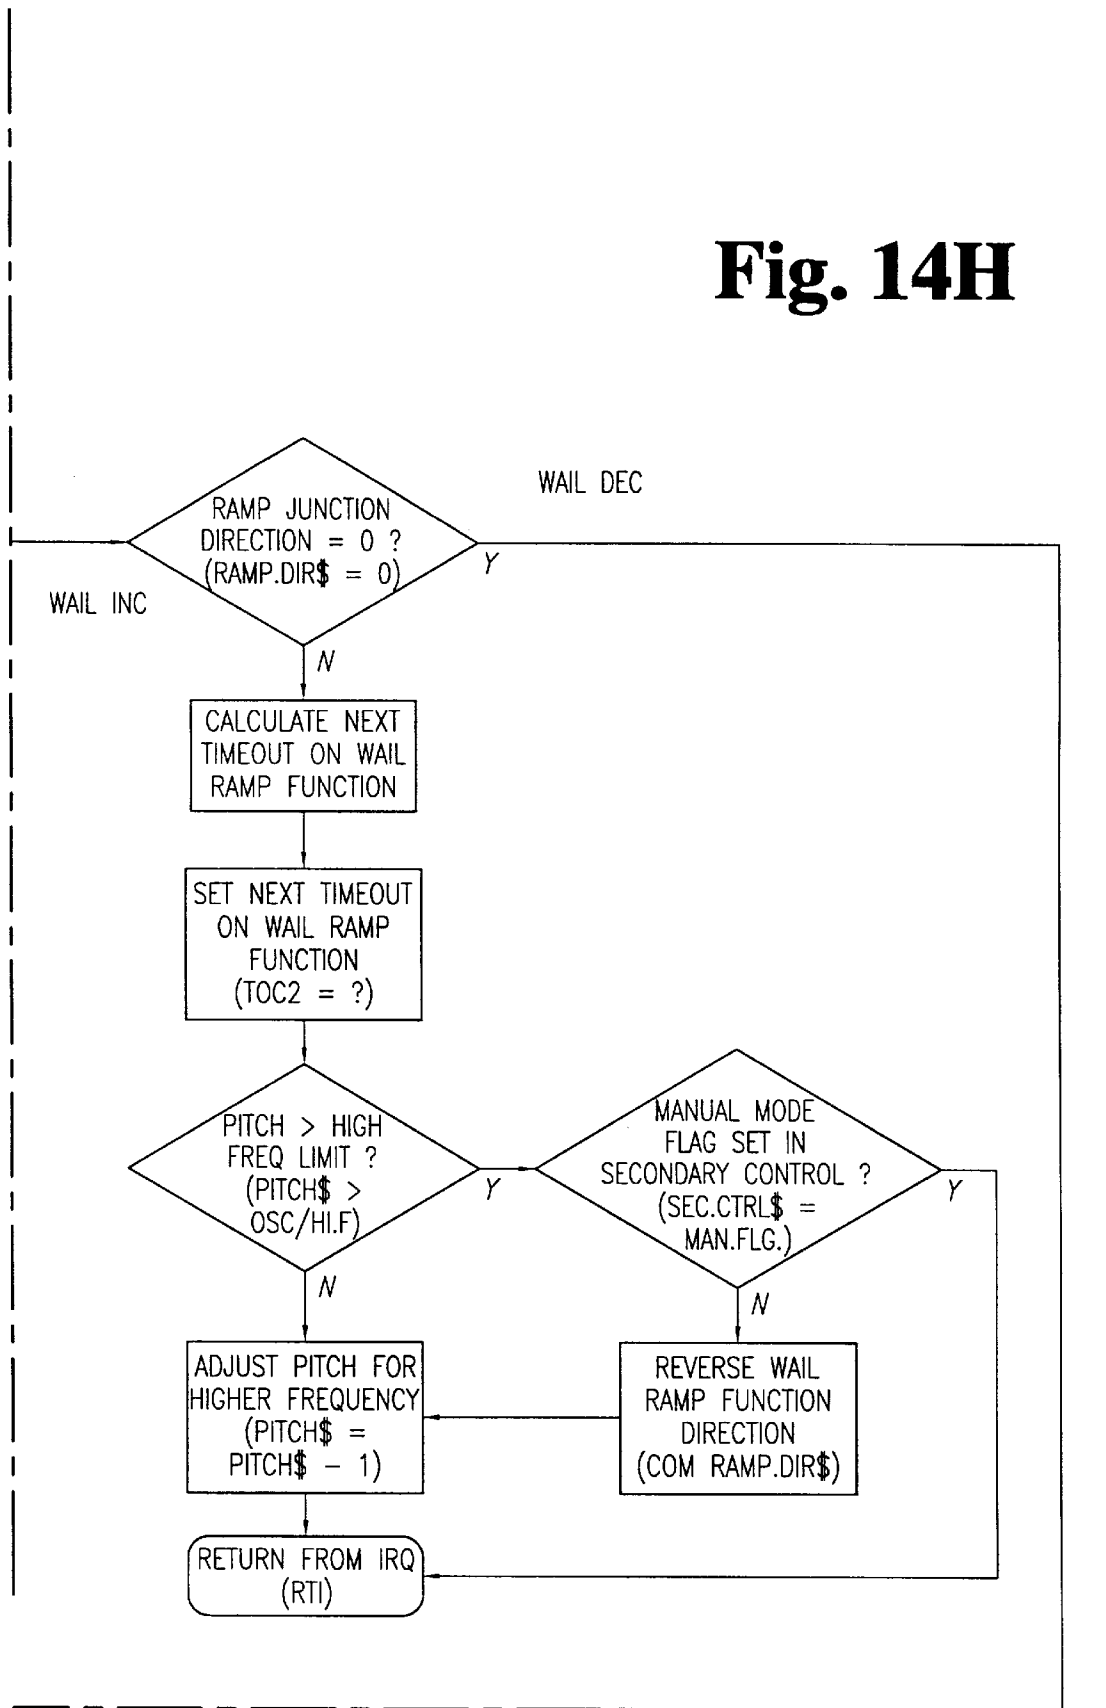 Fig. 14H
WAIL DEC
RAMP JUNCTION
DIRECTION = 0 ?
(RAMP.DIR$ = 0)
Y
WAIL INC
N
CALCULATE NEXT
TIMEOUT ON WAIL
RAMP FUNCTION
SET NEXT TIMEOUT
ON WAIL RAMP
FUNCTION
(TOC2 = ?)
PITCH > HIGH
FREQ LIMIT ?
(PITCH$ >
OSC/HI.F)
Y
N
MANUAL MODE
FLAG SET IN
SECONDARY CONTROL ?
(SEC.CTRL$ =
MAN.FLG.)
Y
N
ADJUST PITCH FOR
HIGHER FREQUENCY
(PITCH$ =
PITCH$ - 1)
REVERSE WAIL
RAMP FUNCTION
DIRECTION
(COM RAMP.DIR$)
RETURN FROM IRQ
(RTI)